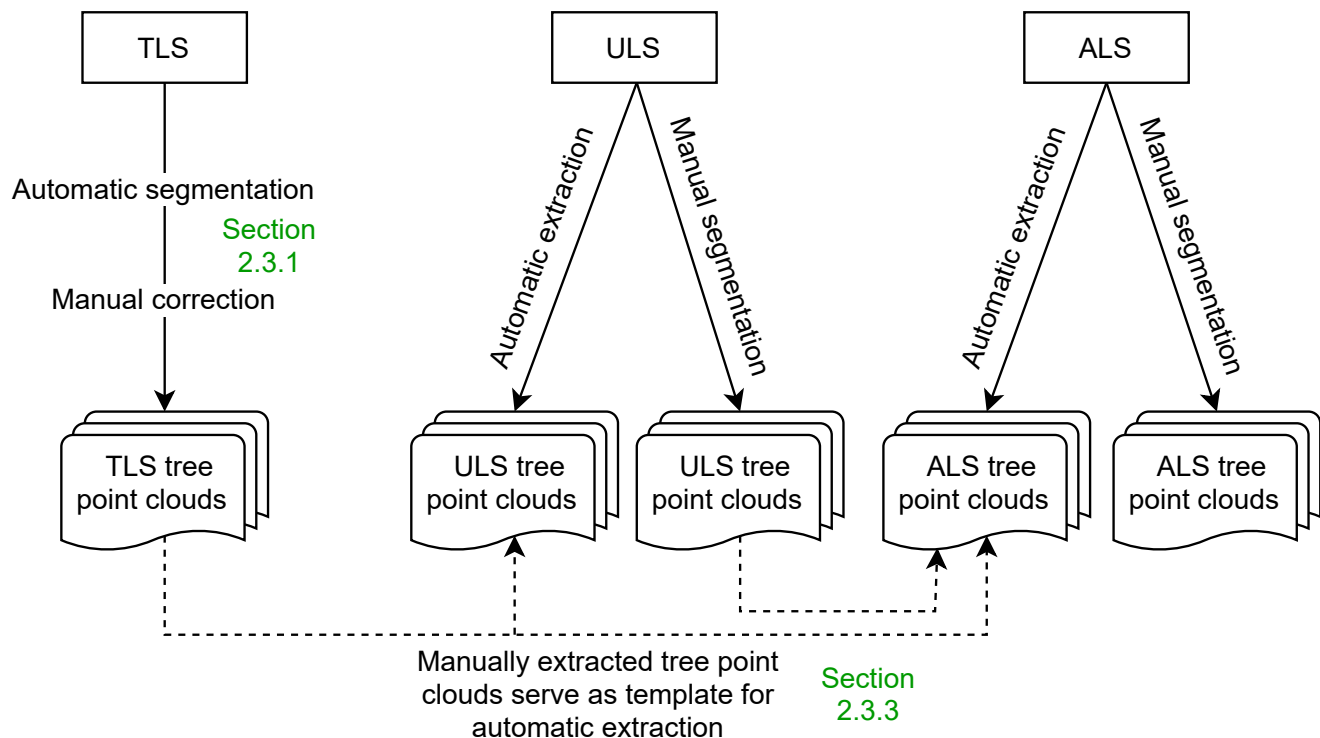 TLS
ULS
ALS
Automatic segmentation
Section
2.3.1
Manual correction
Automatic extraction
Manual segmentation
Automatic extraction
Manual segmentation
TLS tree
point clouds
ULS tree
point clouds
ULS tree
point clouds
ALS tree
point clouds
ALS tree
point clouds
Manually extracted tree point
clouds serve as template for
automatic extraction
Section
2.3.3